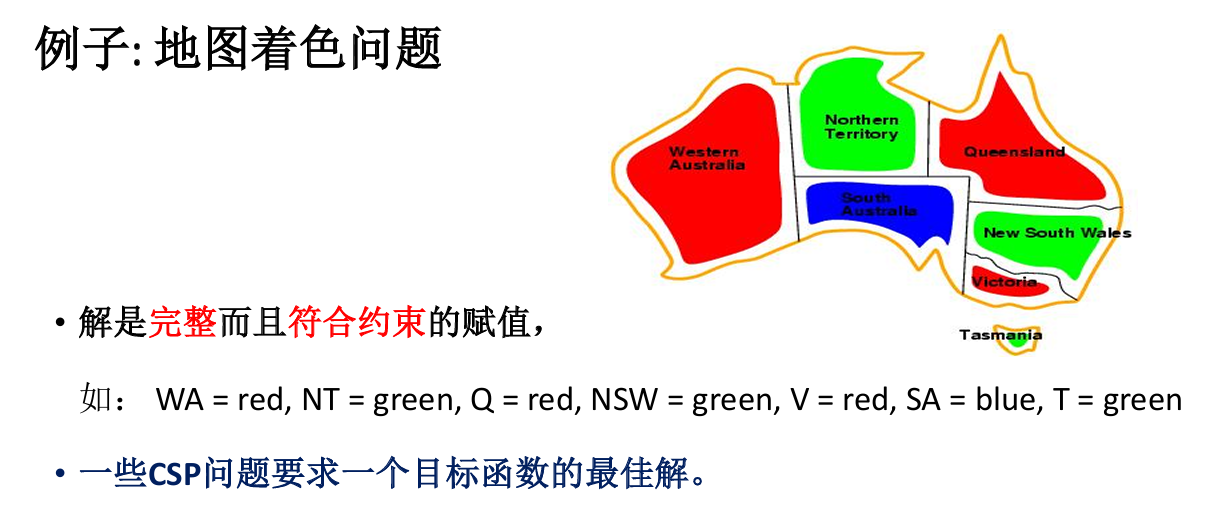 例子: 地图着色问题
Northern
Territory
Western
Australia
Queensland
South
Australia
New South Wales
Victoria
Tasmania
• 解是完整而且符合约束的赋值，
如： WA = red, NT = green, Q = red, NSW = green, V = red, SA = blue, T = green
• 一些CSP问题要求一个目标函数的最佳解。